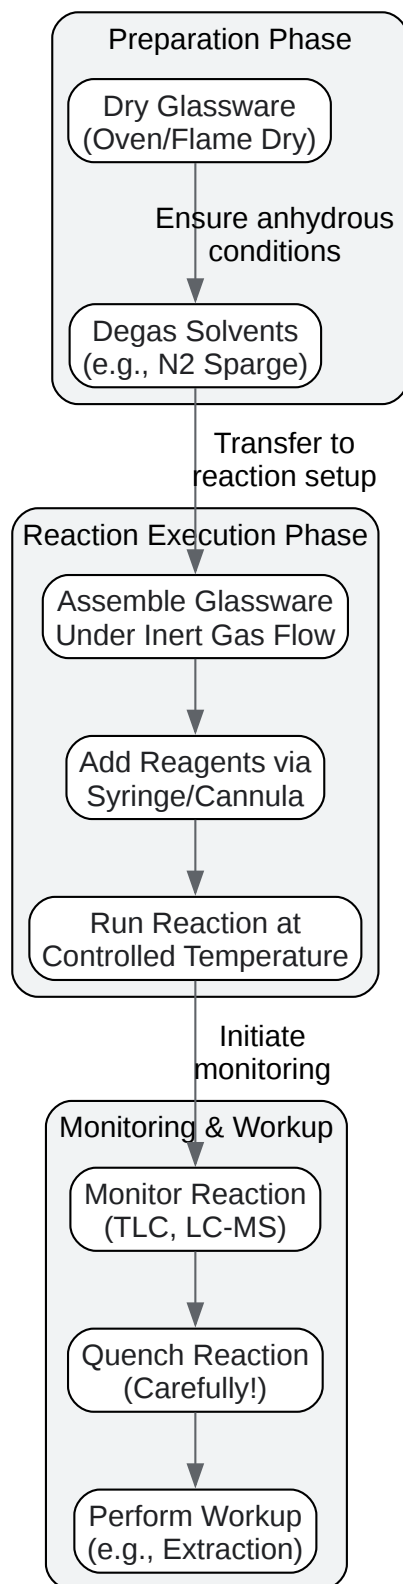 Preparation Phase
Dry Glassware
(Oven/Flame Dry)
Ensure anhydrous
conditions
Degas Solvents
(e.g., N2 Sparge)
Transfer to
reaction setup
Reaction Execution Phase
Assemble Glassware
Under Inert Gas Flow
Add Reagents via
Syringe/Cannula
Run Reaction at
Controlled Temperature
Initiate
monitoring
Monitoring & Workup
Monitor Reaction
(TLC, LC-MS)
Quench Reaction
(Carefully!)
Perform Workup
(e.g., Extraction)